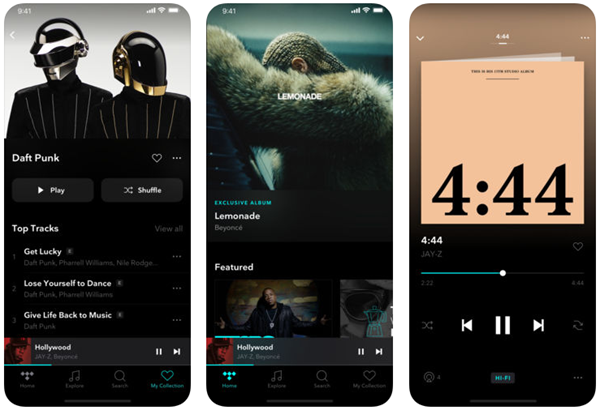 9:41
Daft Punk
Play
Shuffle
Top Tracks
View all
1
Get Lucky E
Daft Punk, Pharrell Williams, Nile Rodge...
2
Lose Yourself to Dance E
Daft Punk, Pharrell Williams
3
Give Life Back to Music E
Daft Punk
Hollywood
JAY-Z, Beyoncé
Home
Explore
Search
My Collection
9:41
LEMONADE
EXCLUSIVE ALBUM
Lemonade
Beyoncé
Featured
Hollywood
JAY-Z, Beyoncé
Home
Explore
Search
My Collection
4:44
THIS IS HIS 13TH STUDIO ALBUM
4:44
4:44
JAY-Z
2:22
4:44
4
HI-FI